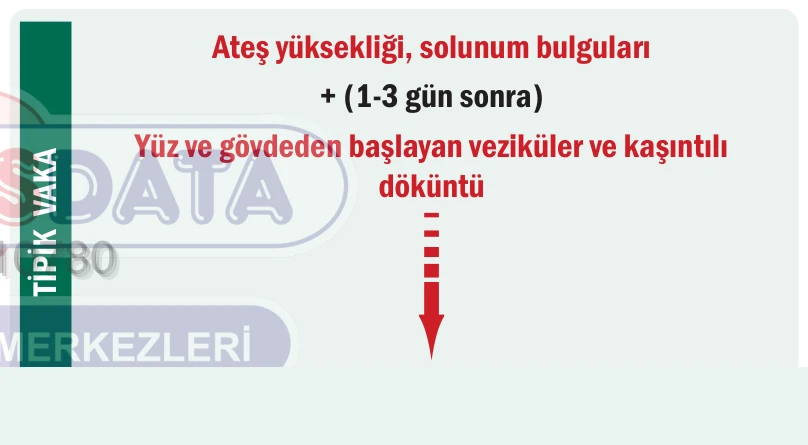 Ateş yüksekliği, solunum bulguları
+ (1-3 gün sonra)
Yüz ve gövdeden başlayan veziküler ve kaşıntılı
döküntü
TİPİK VAKA
DATA
80
MERKEZLERİ